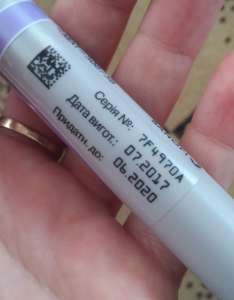 Серія №: 7F4970A
Дата вигот.: 07.2017
Придатн. до: 06.2020